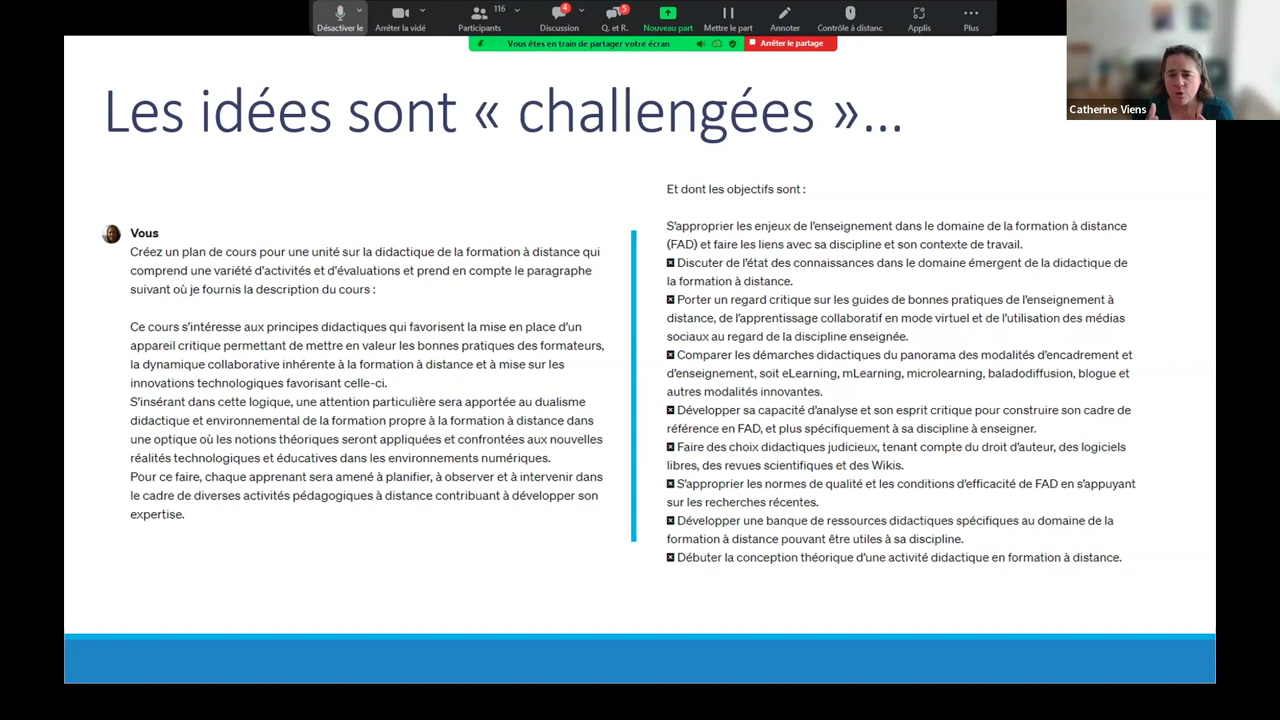 Désactiver le
Arrêter la vidé
116
Participants
4
Discussion
5
Q. et R.
Nouveau part
Mettre le part
Annoter
Contrôle à distanc
Applis
Plus
Vous êtes en train de partager votre écran
Arrêter le partage
Catherine Viens
Les idées sont « challengées »...
Vous
Créez un plan de cours pour une unité sur la didactique de la formation à distance qui
comprend une variété d'activités et d'évaluations et prend en compte le paragraphe
suivant où je fournis la description du cours :
Ce cours s'intéresse aux principes didactiques qui favorisent la mise en place d'un
appareil critique permettant de mettre en valeur les bonnes pratiques des formateurs,
la dynamique collaborative inhérente à la formation à distance et à mise sur les
innovations technologiques favorisant celle-ci.
S'insérant dans cette logique, une attention particulière sera apportée au dualisme
didactique et environnemental de la formation propre à la formation à distance dans
une optique où les notions théoriques seront appliquées et confrontées aux nouvelles
réalités technologiques et éducatives dans les environnements numériques.
Pour ce faire, chaque apprenant sera amené à planifier, à observer et à intervenir dans
le cadre de diverses activités pédagogiques à distance contribuant à développer son
expertise.
Et dont les objectifs sont :
S'approprier les enjeux de l'enseignement dans le domaine de la formation à distance
(FAD) et faire les liens avec sa discipline et son contexte de travail.
Discuter de l'état des connaissances dans le domaine émergent de la didactique de
la formation à distance.
Porter un regard critique sur les guides de bonnes pratiques de l'enseignement à
distance, de l'apprentissage collaboratif en mode virtuel et de l'utilisation des médias
sociaux au regard de la discipline enseignée.
Comparer les démarches didactiques du panorama des modalités d'encadrement et
d'enseignement, soit eLearning, mLearning, microlearning, baladodiffusion, blogue et
autres modalités innovantes.
Développer sa capacité d'analyse et son esprit critique pour construire son cadre de
référence en FAD, et plus spécifiquement à sa discipline à enseigner.
Faire des choix didactiques judicieux, tenant compte du droit d'auteur, des logiciels
libres, des revues scientifiques et des Wikis.
S'approprier les normes de qualité et les conditions d'efficacité de FAD en s'appuyant
sur les recherches récentes.
Développer une banque de ressources didactiques spécifiques au domaine de la
formation à distance pouvant être utiles à sa discipline.
Débuter la conception théorique d'une activité didactique en formation à distance.